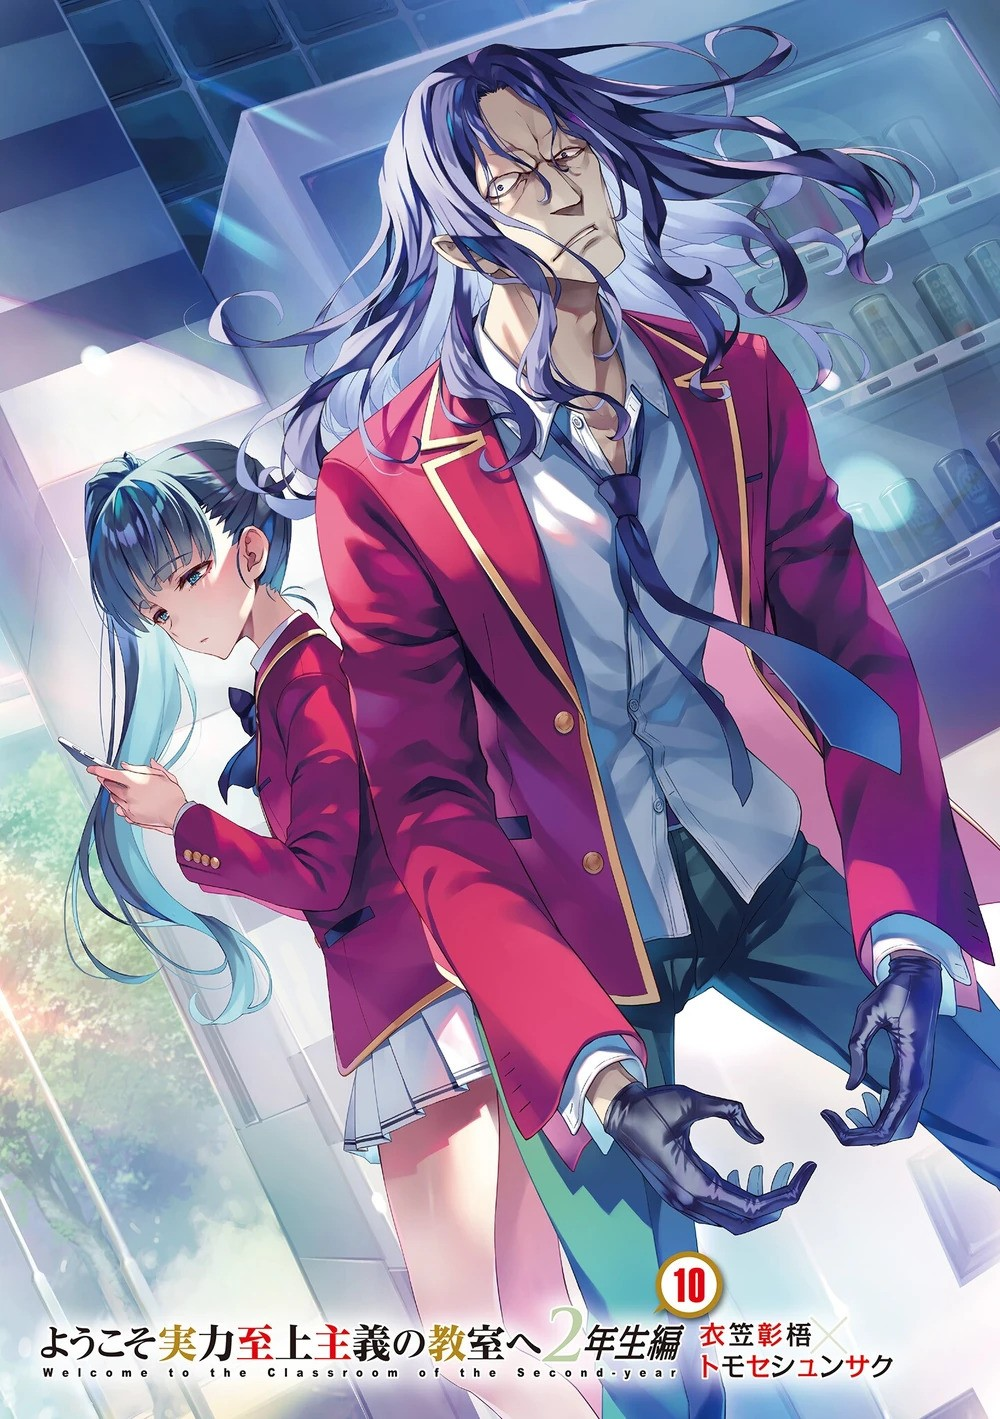 10
ようこそ実力至上主義の教室へ2年生編
Welcome to the Classroom of the Second-year
衣笠彰梧×
トモセシュンサク